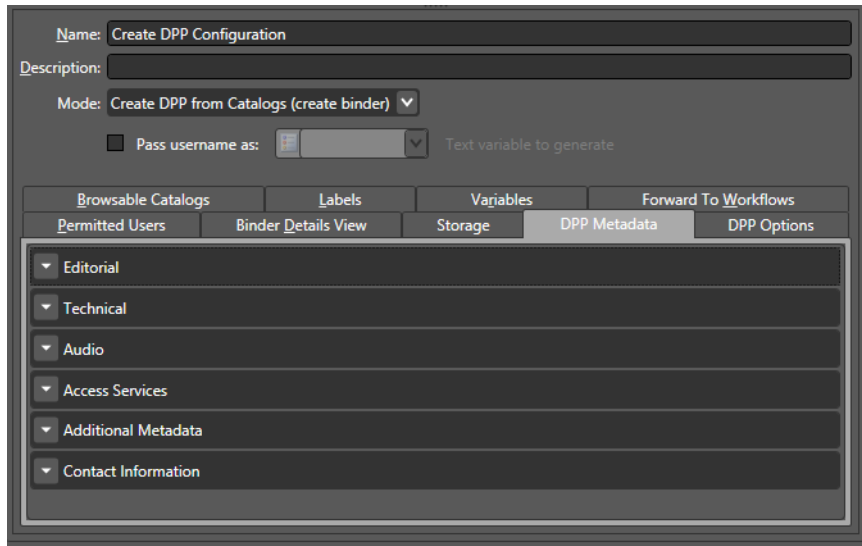 Name: Create DPP Configuration
Description:
Mode: Create DPP from Catalogs (create binder)
Pass username as: Text variable to generate
Browsable Catalogs Labels Variables Forward To Workflows
Permitted Users Binder Details View Storage DPP Metadata DPP Options
Editorial
Technical
Audio
Access Services
Additional Metadata
Contact Information